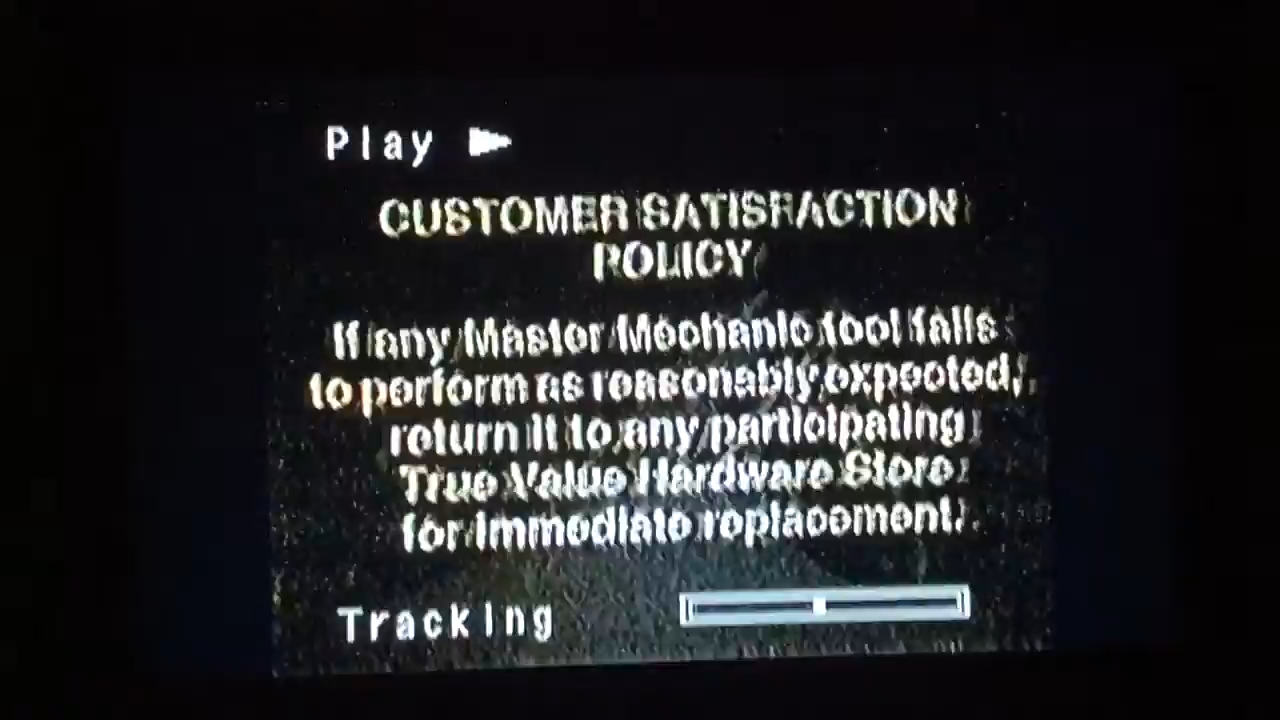 Play
CUSTOMER SATISFACTION
POLICY
If any Master Mechanic tool fails
to perform as reasonably expected,
return it to any participating
True Value Hardware Store
for immediate replacement.
Tracking